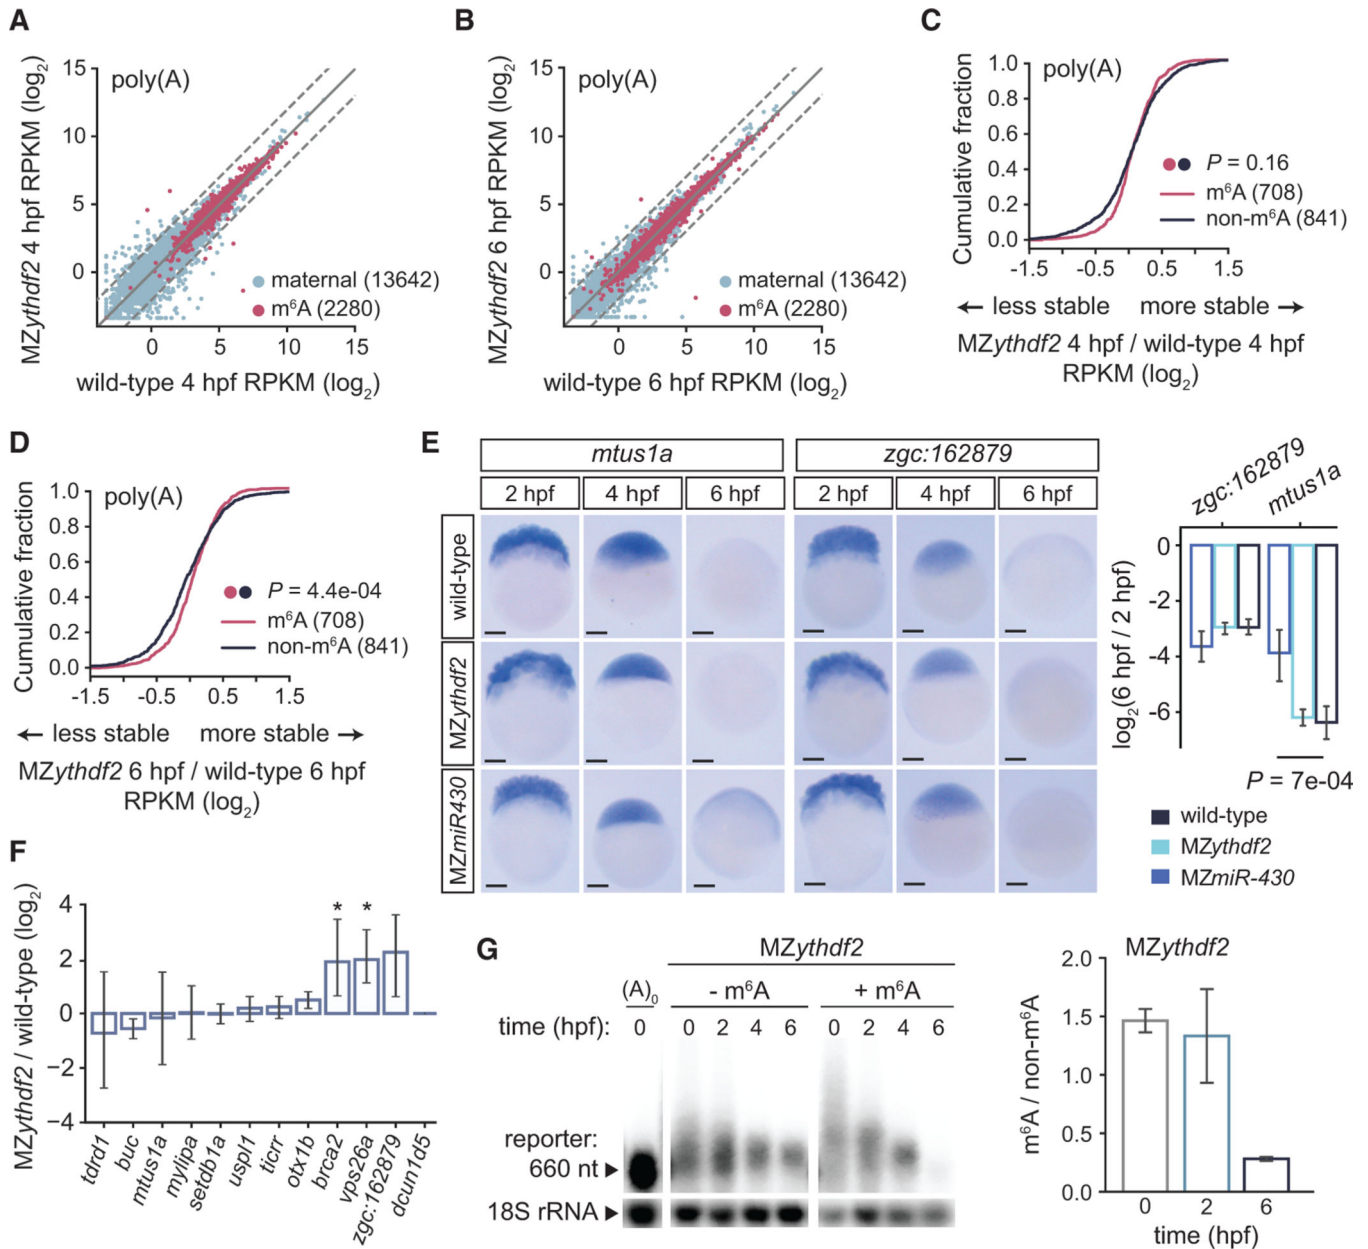 A
MZythdf2 4 hpf RPKM (log2)
15
10
5
0
poly(A)
maternal (13642)
m6A (2280)
0
5
10
15
wild-type 4 hpf RPKM (log2)
B
MZythdf2 6 hpf RPKM (log2)
15
10
5
0
poly(A)
maternal (13642)
m6A (2280)
0
5
10
15
wild-type 6 hpf RPKM (log2)
C
Cumulative fraction
1.0
0.8
0.6
0.4
0.2
0.0
poly(A)
P = 0.16
m6A (708)
non-m6A (841)
-1.5
-0.5
0.5
1.5
← less stable more stable →
MZythdf2 4 hpf / wild-type 4 hpf
RPKM (log2)
D
Cumulative fraction
1.0
0.8
0.6
0.4
0.2
0.0
poly(A)
P = 4.4e-04
m6A (708)
non-m6A (841)
-1.5
-0.5
0.5
1.5
← less stable more stable →
MZythdf2 6 hpf / wild-type 6 hpf
RPKM (log2)
E
mtus1a
zgc:162879
2 hpf
4 hpf
6 hpf
2 hpf
4 hpf
6 hpf
wild-type
MZythdf2
MZmiR430
zgc:162879
mtus1a
log2(6 hpf / 2 hpf)
0
-2
-4
-6
P = 7e-04
wild-type
MZythdf2
MZmiR-430
F
MZythdf2 / wild-type (log2)
4
2
0
−2
−4
*
*
tdrd1
buc
mtus1a
mylipa
setdb1a
uspl1
ticrr
otx1b
brca2
vps26a
zgc:162879
dcun1d5
G
MZythdf2
(A)0
- m6A
+ m6A
time (hpf):
0
0
2
4
6
0
2
4
6
reporter:
660 nt
18S rRNA
MZythdf2
m6A / non-m6A
2.0
1.5
1.0
0.5
0.0
0
2
6
time (hpf)